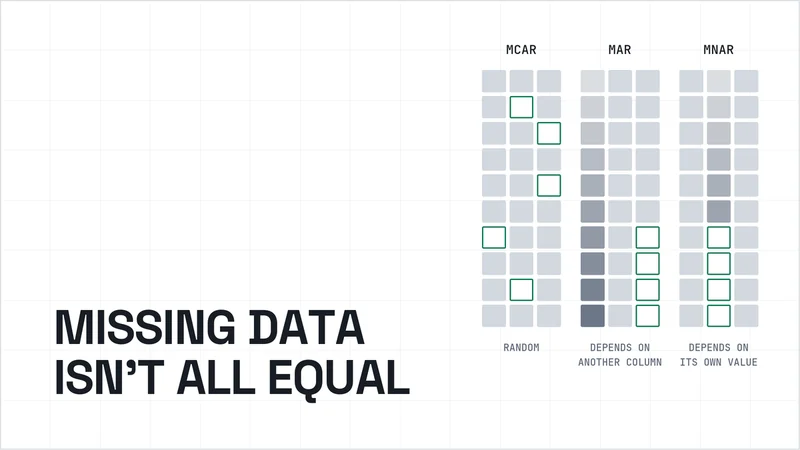 MCAR
MAR
MNAR
RANDOM
DEPENDS ON
ANOTHER COLUMN
DEPENDS ON
ITS OWN VALUE
MISSING DATA
ISN’T ALL EQUAL